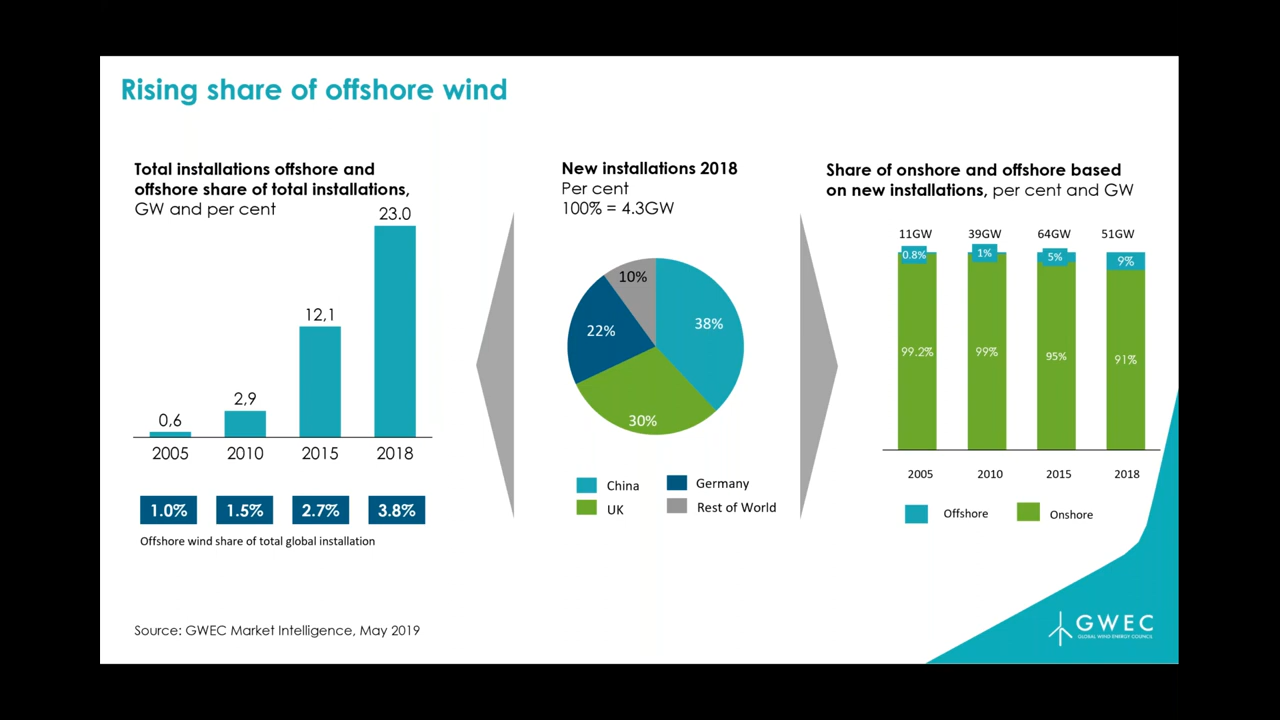 Rising share of offshore wind
Total installations offshore and
offshore share of total installations,
GW and per cent
23.0
12,1
2,9
0,6
2005 2010 2015 2018
1.0% 1.5% 2.7% 3.8%
Offshore wind share of total global installation
New installations 2018
Per cent
100% = 4.3GW
10%
38%
22%
30%
China
Germany
UK
Rest of World
Share of onshore and offshore based
on new installations, per cent and GW
11GW 39GW 64GW 51GW
0.8% 1% 5% 9%
99.2% 99% 95% 91%
2005 2010 2015 2018
Offshore Onshore
Source: GWEC Market Intelligence, May 2019
GWEC
GLOBAL WIND ENERGY COUNCIL